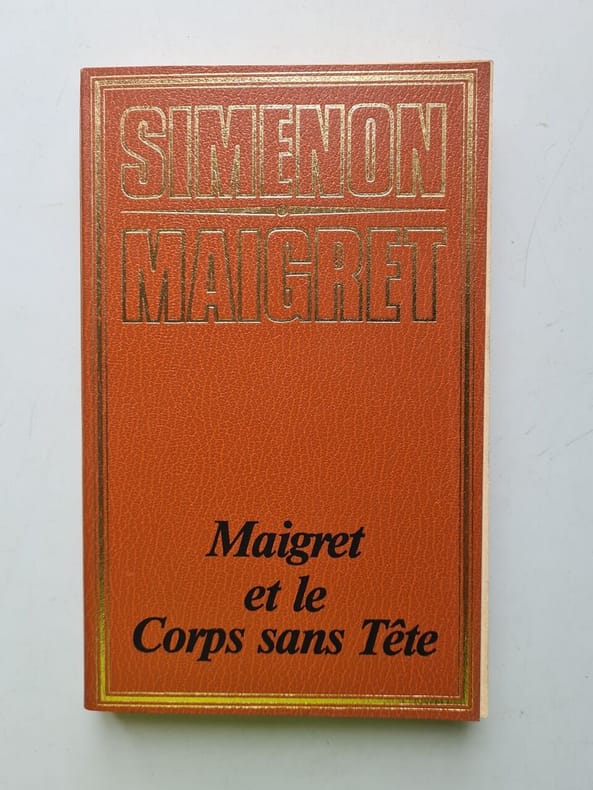 SIMENON
MAIGRET
Maigret
et le
Corps sans Tête